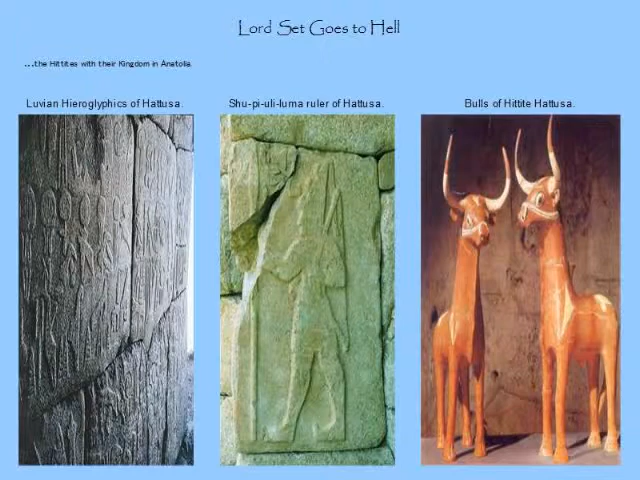 Lord Set Goes to Hell
...the Hittites with their Kingdom in Anatolia.
Luvian Hieroglyphics of Hattusa.
Shu-pi-uli-luma ruler of Hattusa.
Bulls of Hittite Hattusa.